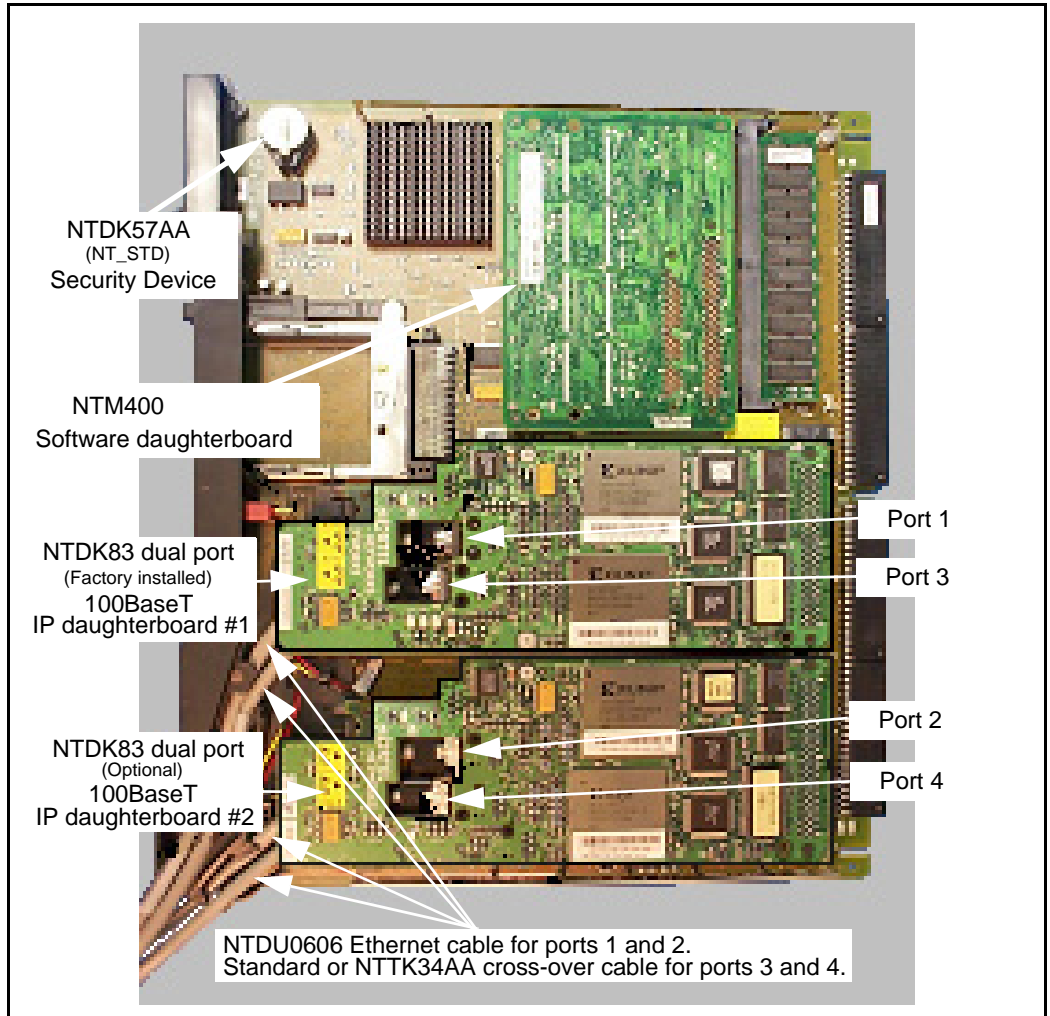 NTDK57AA
(NT_STD)
Security Device
NTM400
Software daughterboard
NTDK83 dual port
(Factory installed)
100BaseT
IP daughterboard #1
Port 1
Port 3
NTDK83 dual port
(Optional)
100BaseT
IP daughterboard #2
Port 2
Port 4
NTDU0606 Ethernet cable for ports 1 and 2.
Standard or NTTK34AA cross-over cable for ports 3 and 4.